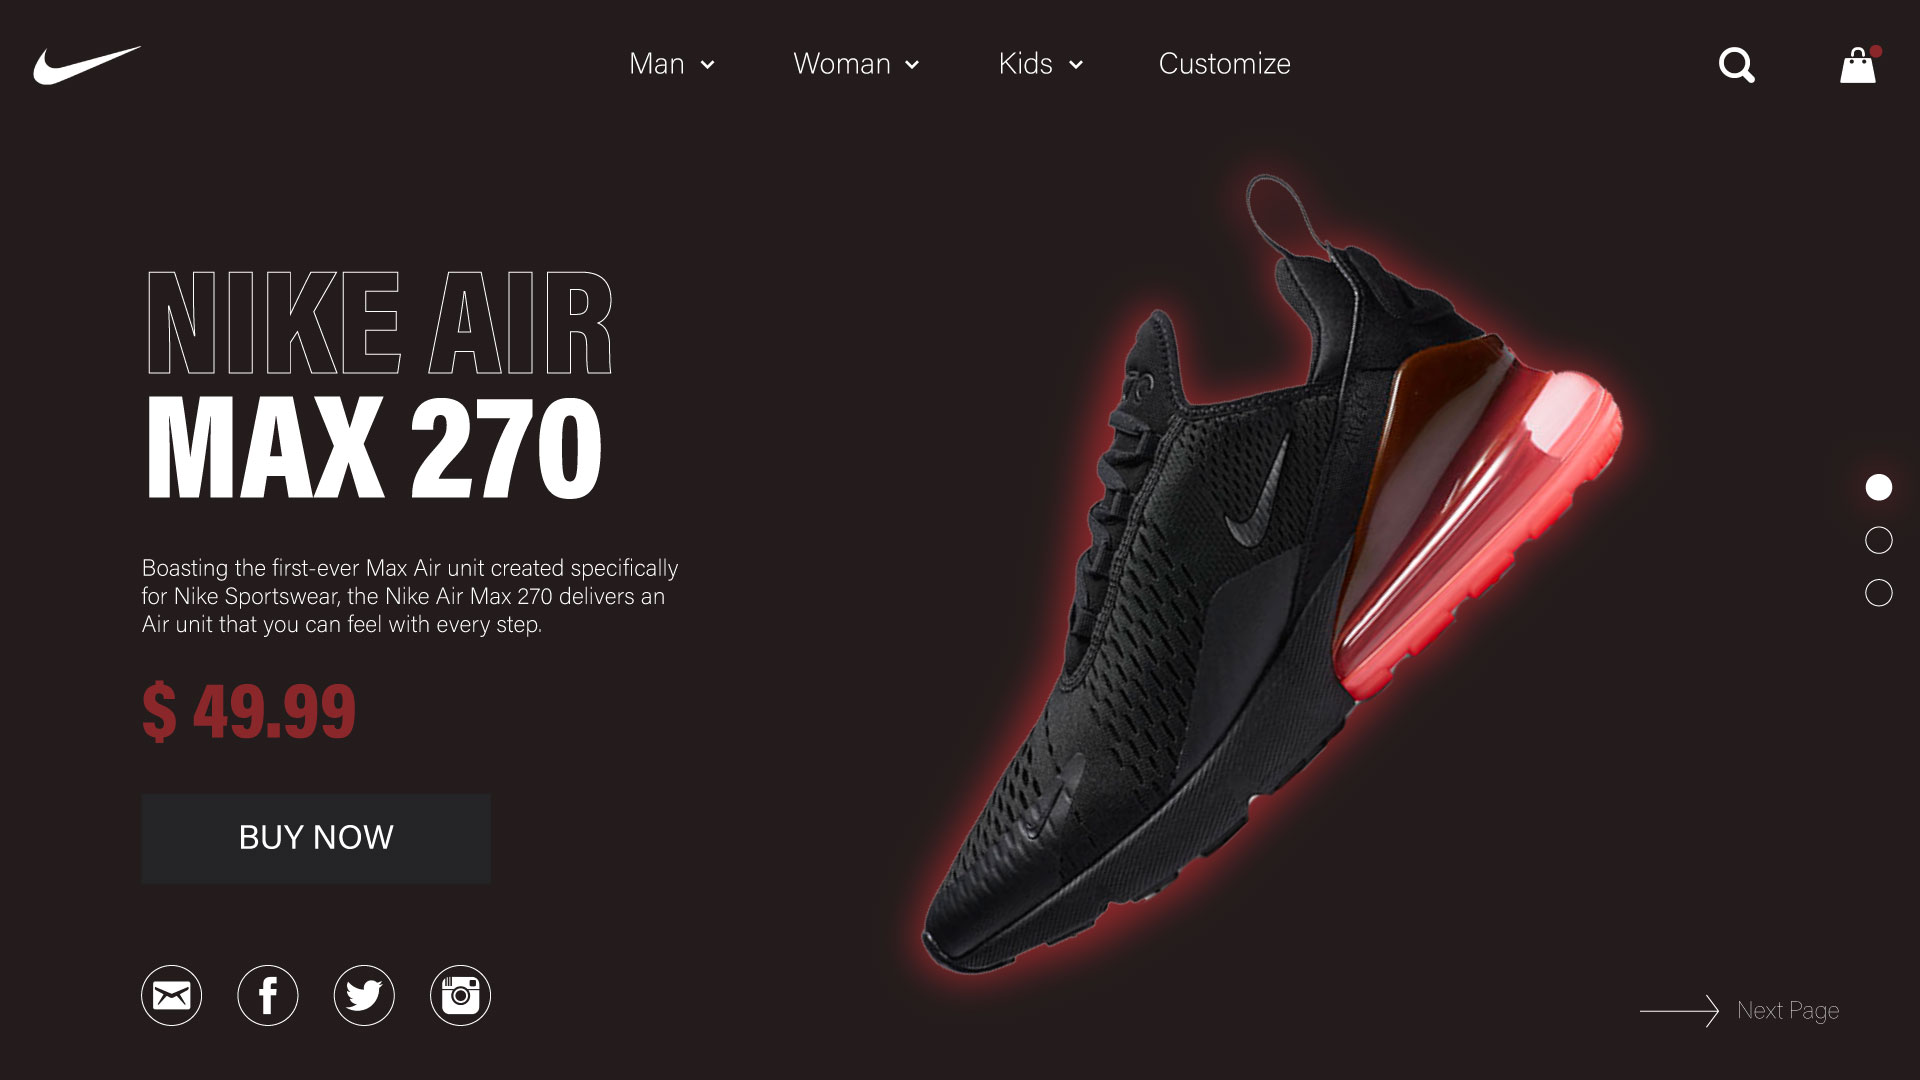 Man
Woman
Kids
Customize
NIKE AIR
MAX 270
Boasting the first-ever Max Air unit created specifically
for Nike Sportswear, the Nike Air Max 270 delivers an
Air unit that you can feel with every step.
$ 49.99
BUY NOW
Next Page